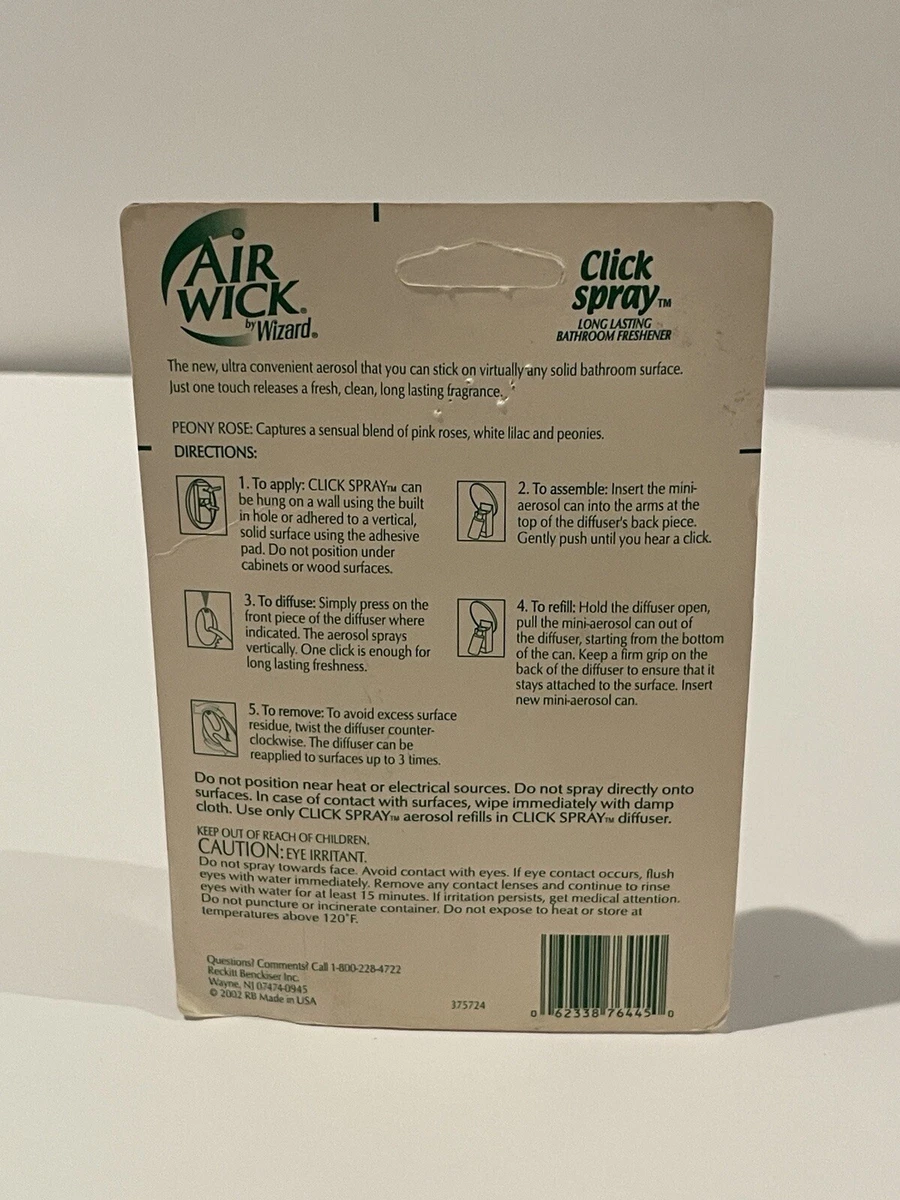 AIR
WICK®
by Wizard®
Click
spray™
LONG LASTING
BATHROOM FRESHENER
The new, ultra convenient aerosol that you can stick on virtually any solid bathroom surface.
Just one touch releases a fresh, clean, long lasting fragrance.
PEONY ROSE: Captures a sensual blend of pink roses, white lilac and peonies.
DIRECTIONS:
1. To apply: CLICK SPRAY™ can
be hung on a wall using the built
in hole or adhered to a vertical,
solid surface using the adhesive
pad. Do not position under
cabinets or wood surfaces.
2. To assemble: Insert the mini-
aerosol can into the arms at the
top of the diffuser's back piece.
Gently push until you hear a click.
3. To diffuse: Simply press on the
front piece of the diffuser where
indicated. The aerosol sprays
vertically. One click is enough for
long lasting freshness.
4. To refill: Hold the diffuser open,
pull the mini-aerosol can out of
the diffuser, starting from the bottom
of the can. Keep a firm grip on the
back of the diffuser to ensure that it
stays attached to the surface. Insert
new mini-aerosol can.
5. To remove: To avoid excess surface
residue, twist the diffuser counter-
clockwise. The diffuser can be
reapplied to surfaces up to 3 times.
Do not position near heat or electrical sources. Do not spray directly onto
surfaces. In case of contact with surfaces, wipe immediately with damp
cloth. Use only CLICK SPRAY™ aerosol refills in CLICK SPRAY™ diffuser.
KEEP OUT OF REACH OF CHILDREN.
CAUTION: EYE IRRITANT.
Do not spray towards face. Avoid contact with eyes. If eye contact occurs, flush
eyes with water immediately. Remove any contact lenses and continue to rinse
eyes with water for at least 15 minutes. If irritation persists, get medical attention.
Do not puncture or incinerate container. Do not expose to heat or store at
temperatures above 120°F.
Questions? Comments? Call 1-800-228-4722
Reckitt Benckiser Inc.
Wayne, NJ 07474-0945
© 2002 RB Made in USA
375724
0 62338 76445 0